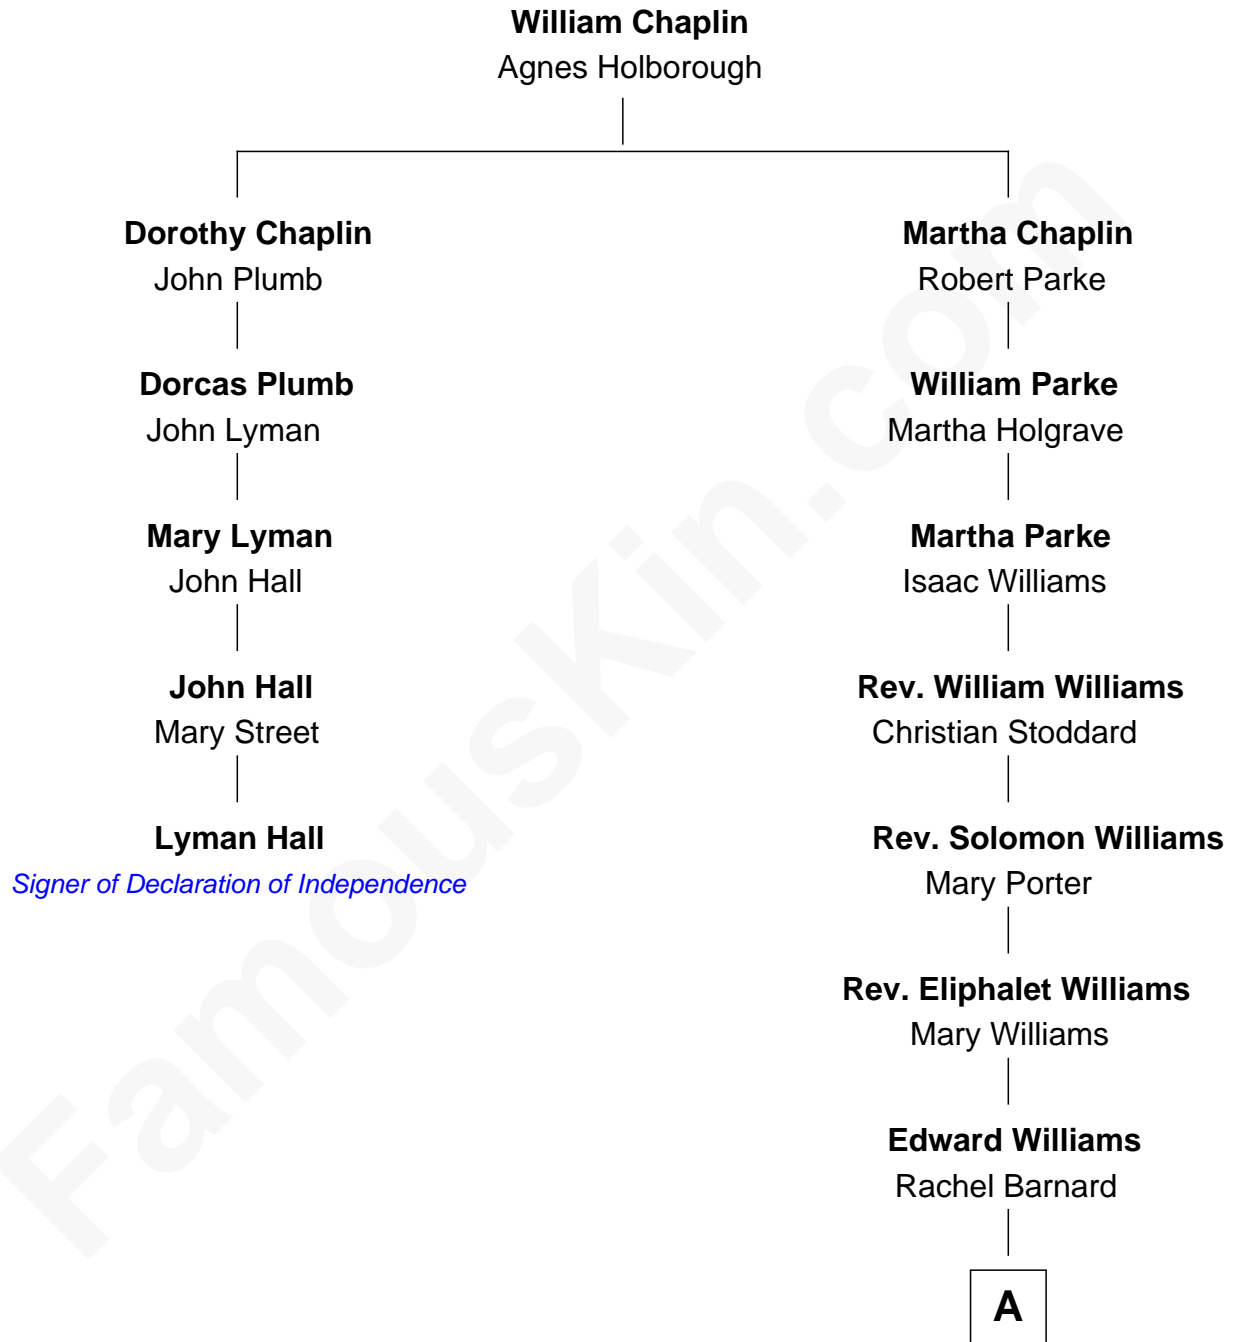 William Chaplin
Agnes Holborough
Dorothy Chaplin
John Plumb
Dorcas Plumb
John Lyman
Mary Lyman
John Hall
John Hall
Mary Street
Lyman Hall
Signer of Declaration of Independence
Martha Chaplin
Robert Parke
William Parke
Martha Holgrave
Martha Parke
Isaac Williams
Rev. William Williams
Christian Stoddard
Rev. Solomon Williams
Mary Porter
Rev. Eliphalet Williams
Mary Williams
Edward Williams
Rachel Barnard
A
FamousKin.com